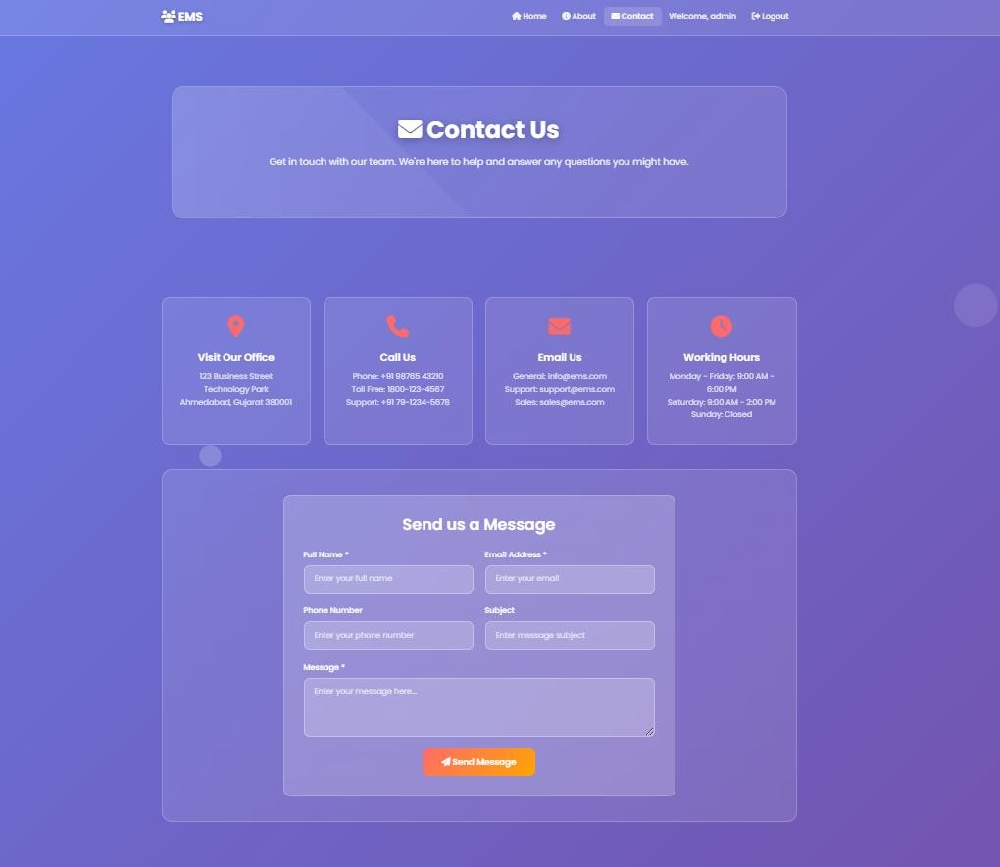 EMS
Home About Contact Welcome, admin Logout
Contact Us
Get in touch with our team. We're here to help and answer any questions you might have.
Visit Our Office
123 Business Street
Technology Park
Ahmedabad, Gujarat 380001
Call Us
Phone: +91 98765 43210
Toll Free: 1800-123-4567
Support: +91 79-1234-5678
Email Us
General: info@ems.com
Support: support@ems.com
Sales: sales@ems.com
Working Hours
Monday - Friday: 9:00 AM -
6:00 PM
Saturday: 9:00 AM - 2:00 PM
Sunday: Closed
Send us a Message
Full Name *
Enter your full name
Email Address *
Enter your email
Phone Number
Enter your phone number
Subject
Enter message subject
Message *
Enter your message here...
Send Message